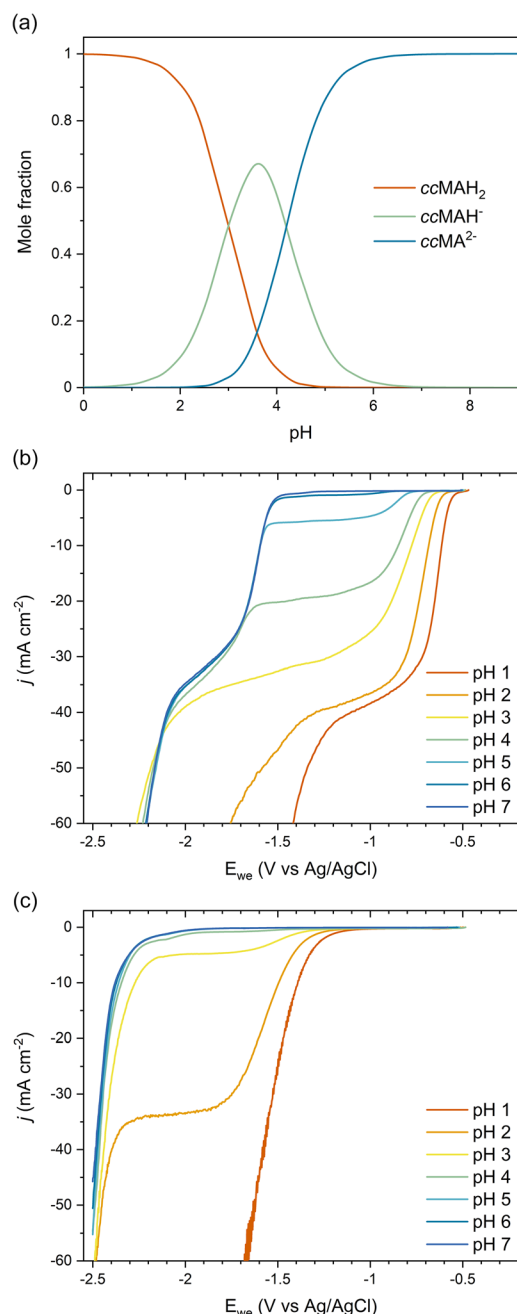 (a)
1
0.8
0.6
0.4
0.2
0
Mole fraction
ccMAH₂
ccMAH⁻
ccMA²⁻
0 2 4 6 8
pH
(b)
0
-10
-20
-30
-40
-50
-60
j (mA cm⁻²)
pH 1
pH 2
pH 3
pH 4
pH 5
pH 6
pH 7
-2.5 -2 -1.5 -1 -0.5
E_we (V vs Ag/AgCl)
(c)
0
-10
-20
-30
-40
-50
-60
j (mA cm⁻²)
pH 1
pH 2
pH 3
pH 4
pH 5
pH 6
pH 7
-2.5 -2 -1.5 -1 -0.5
E_we (V vs Ag/AgCl)